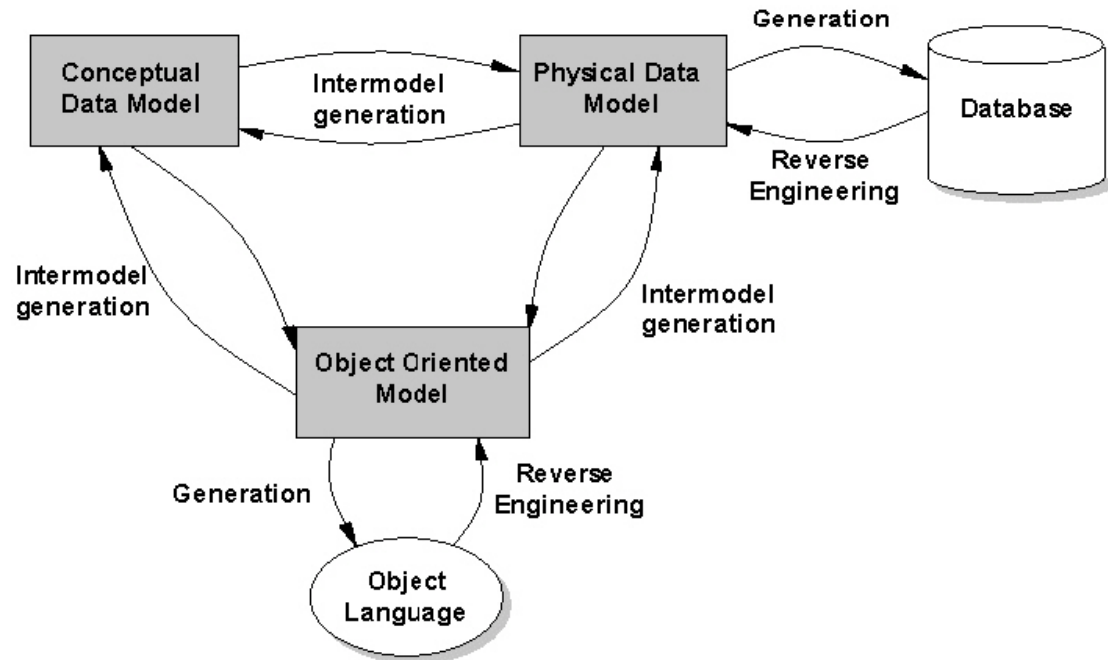 Generation
Conceptual
Data Model
Intermodel
generation
Physical Data
Model
Database
Reverse
Engineering
Intermodel
generation
Intermodel
generation
Object Oriented
Model
Generation
Reverse
Engineering
Object
Language